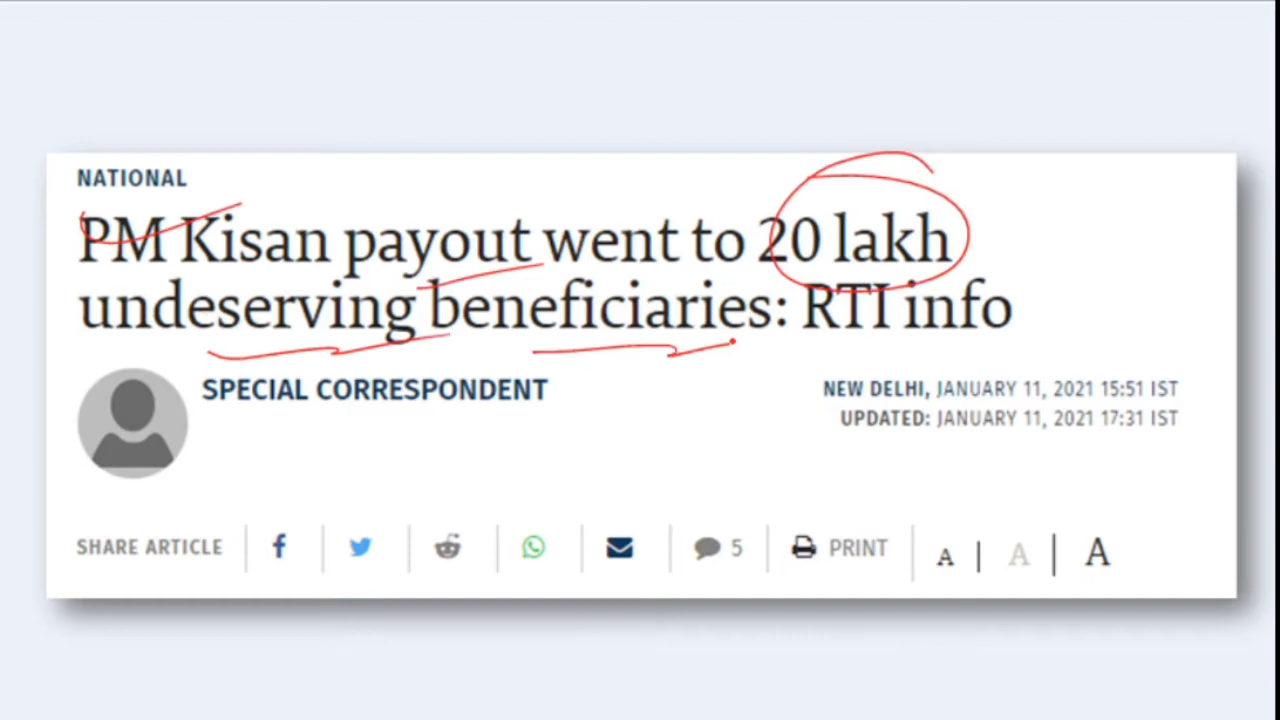 NATIONAL
PM Kisan payout went to 20 lakh
undeserving beneficiaries: RTI info
SPECIAL CORRESPONDENT
NEW DELHI, JANUARY 11, 2021 15:51 IST
UPDATED: JANUARY 11, 2021 17:31 IST
SHARE ARTICLE 5 PRINT A A A